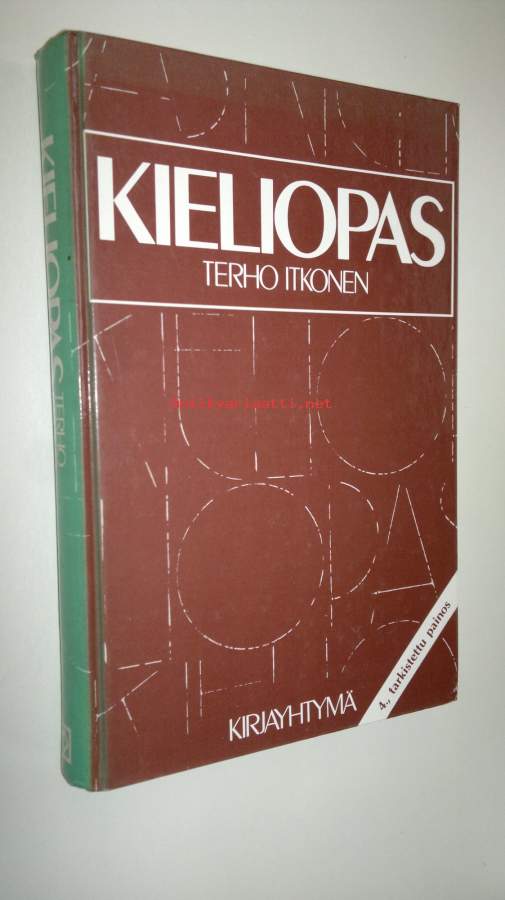 KIELIOPAS
TERHO ITKONEN
KIRJAYHTYMÄ
4., tarkistettu painos
KIELIOPAS TERHO
antikvariaatti.net